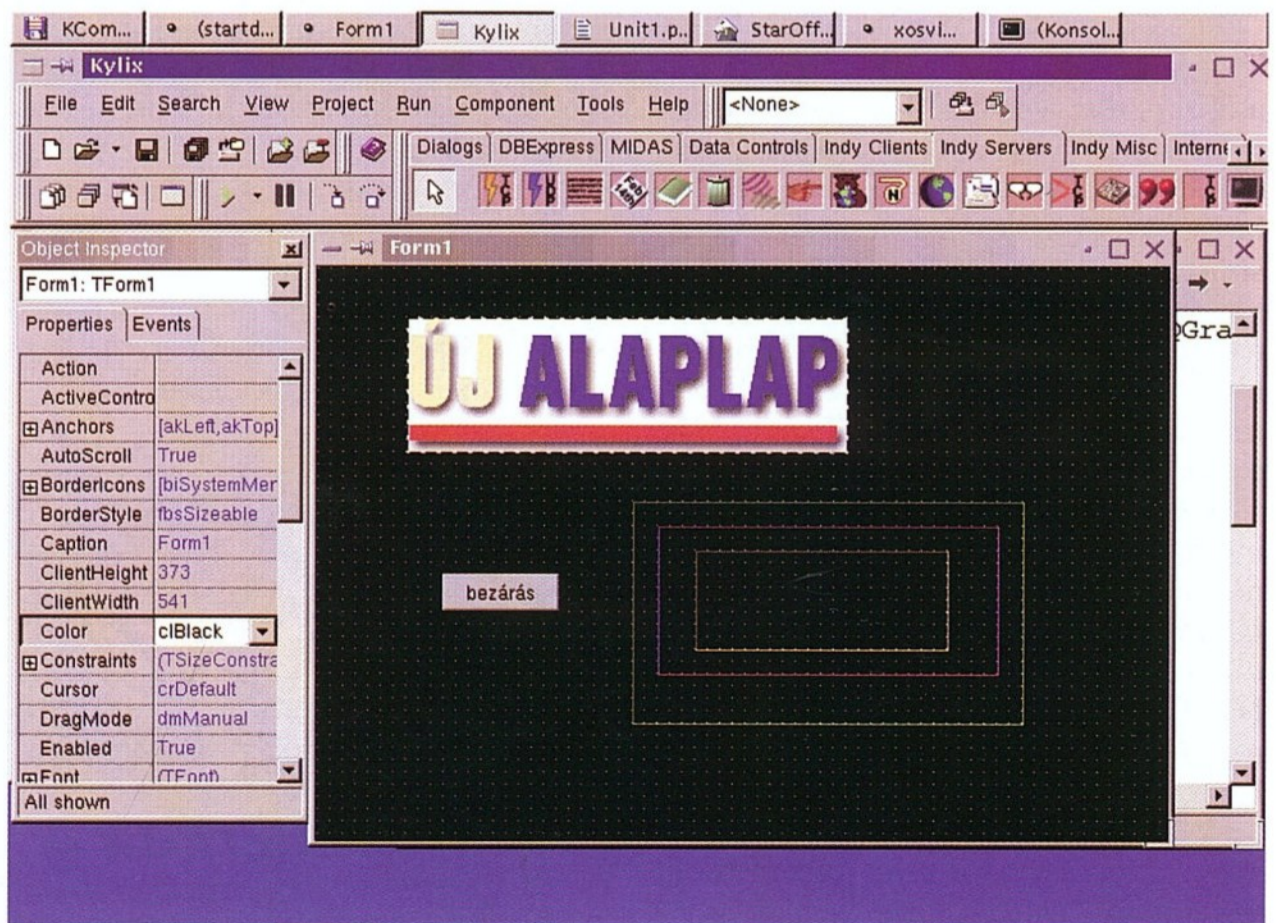 KCom... (startd... Form1 Kylix Unit1.p.. StarOff... xosvi... (Konsol...
Kylix
File Edit Search View Project Run Component Tools Help <None>
Dialogs DBExpress MIDAS Data Controls Indy Clients Indy Servers Indy Misc Interne
Object Inspector
Form1: TForm1
Properties Events
Action
ActiveContro
Anchors [akLeft,akTop]
AutoScroll True
BorderIcons [biSystemMen
BorderStyle fbsSizeable
Caption Form1
ClientHeight 373
ClientWidth 541
Color clBlack
Constraints (TSizeConstra
Cursor crDefault
DragMode dmManual
Enabled True
Font (TFont)
All shown
Form1
ÚJ ALAPLAP
bezárás
QGra